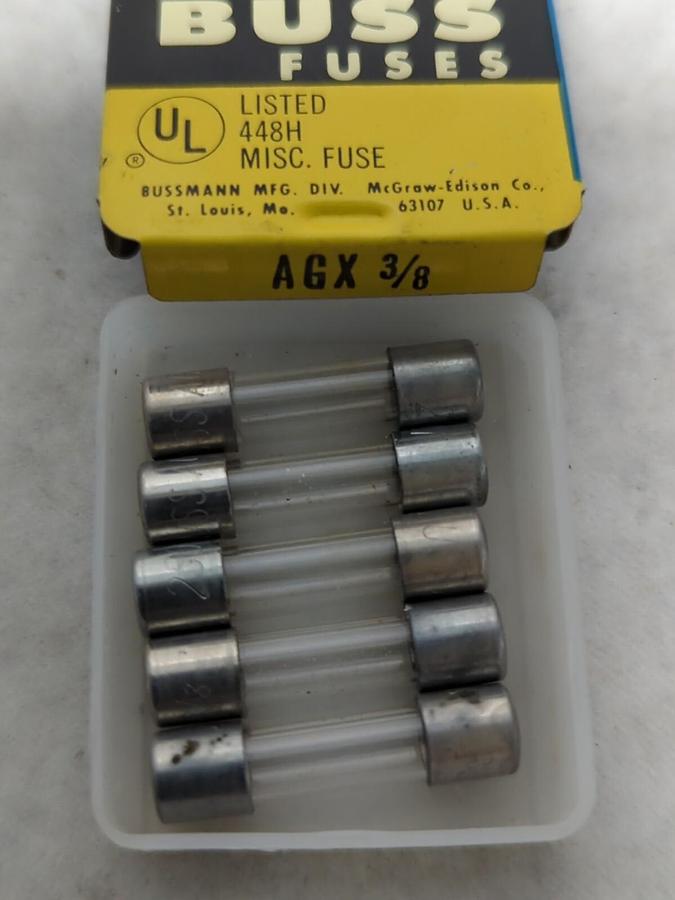 BUSS
FUSES
UL
LISTED
448H
MISC. FUSE
®
BUSSMANN MFG. DIV. McGraw-Edison Co.,
St. Louis, Mo. 63107 U.S.A.
AGX 3/8